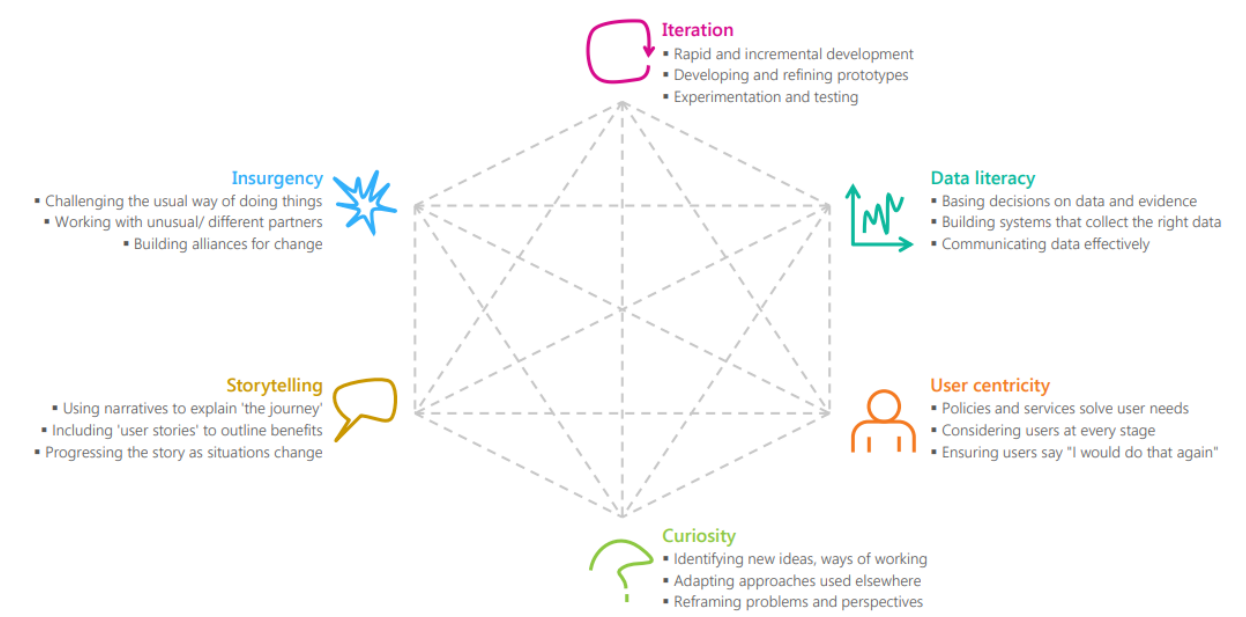 Iteration
▪ Rapid and incremental development
▪ Developing and refining prototypes
▪ Experimentation and testing
Insurgency
▪ Challenging the usual way of doing things
▪ Working with unusual/ different partners
▪ Building alliances for change
Data literacy
▪ Basing decisions on data and evidence
▪ Building systems that collect the right data
▪ Communicating data effectively
Storytelling
▪ Using narratives to explain 'the journey'
▪ Including 'user stories' to outline benefits
▪ Progressing the story as situations change
User centricity
▪ Policies and services solve user needs
▪ Considering users at every stage
▪ Ensuring users say "I would do that again"
Curiosity
▪ Identifying new ideas, ways of working
▪ Adapting approaches used elsewhere
▪ Reframing problems and perspectives